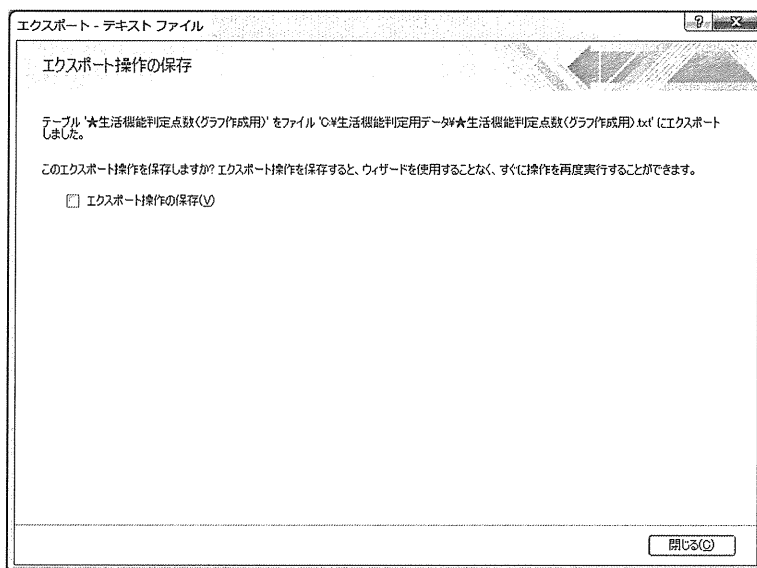 エクスポート - テキスト ファイル
エクスポート操作の保存
テーブル '★生活機能判定点数(グラフ作成用)' をファイル 'C:¥生活機能判定用データ¥★生活機能判定点数(グラフ作成用).txt' にエクスポート
しました。
このエクスポート操作を保存しますか? エクスポート操作を保存すると、ウィザードを使用することなく、すぐに操作を再度実行することができます。
エクスポート操作の保存(V)
閉じる(C)